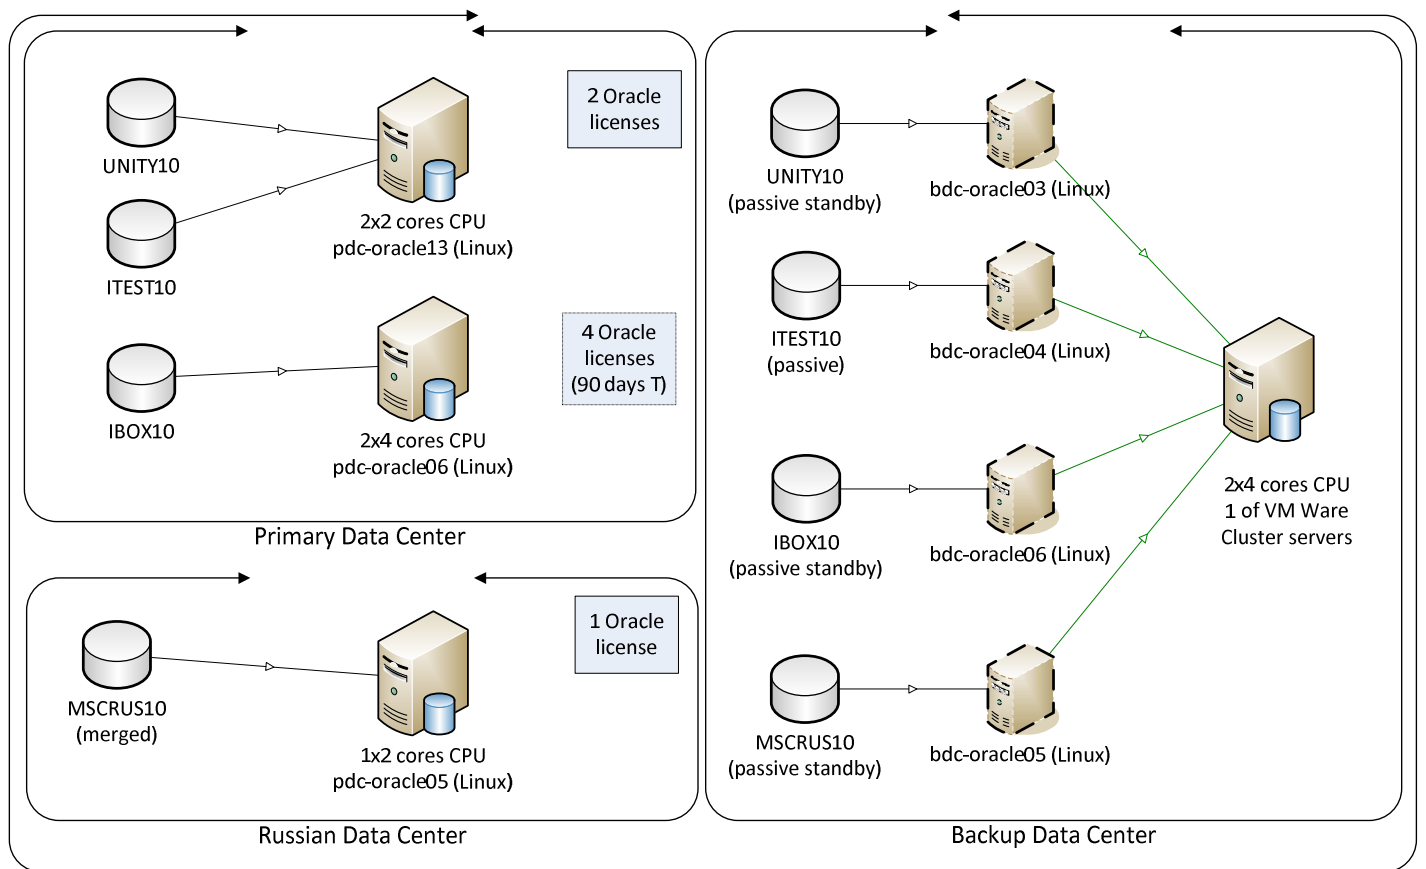 UNITY10
ITEST10
2x2 cores CPU
pdc-oracle13 (Linux)
2 Oracle
licenses
IBOX10
2x4 cores CPU
pdc-oracle06 (Linux)
4 Oracle
licenses
(90 days T)
Primary Data Center
MSCRUS10
(merged)
1x2 cores CPU
pdc-oracle05 (Linux)
1 Oracle
license
Russian Data Center
UNITY10
(passive standby)
bdc-oracle03 (Linux)
ITEST10
(passive)
bdc-oracle04 (Linux)
IBOX10
(passive standby)
bdc-oracle06 (Linux)
MSCRUS10
(passive standby)
bdc-oracle05 (Linux)
2x4 cores CPU
1 of VM Ware
Cluster servers
Backup Data Center